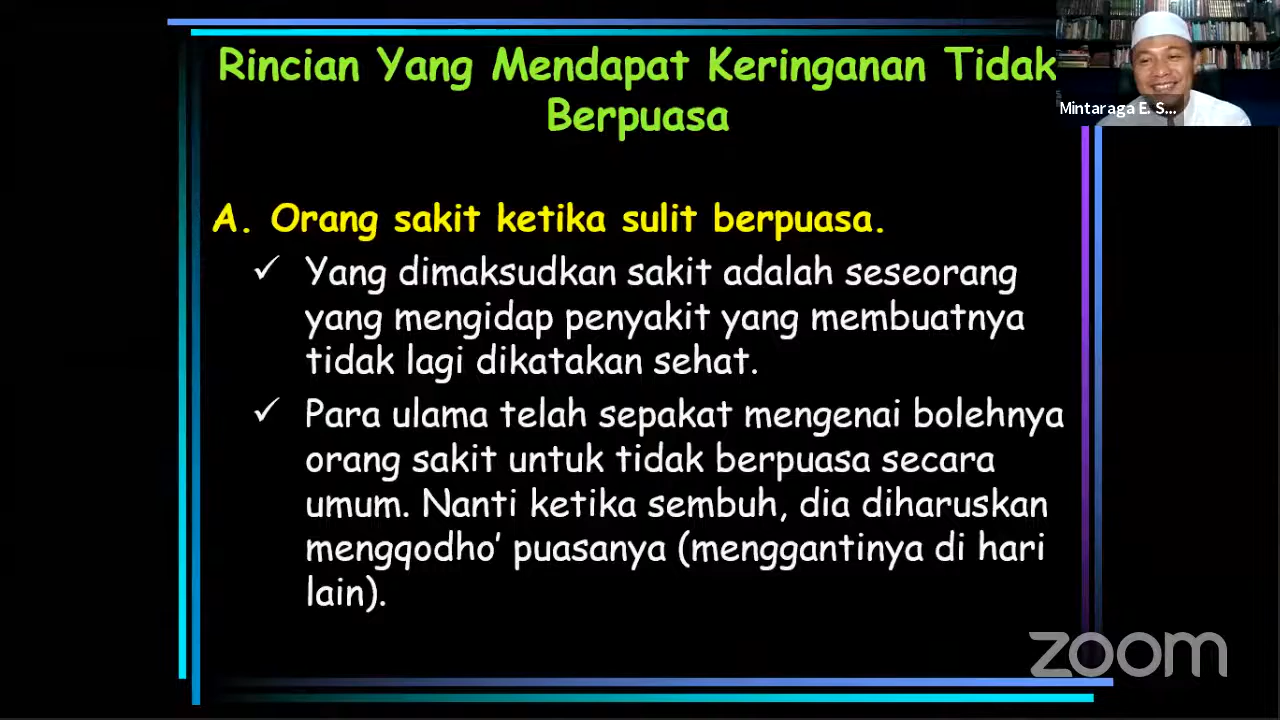 Rincian Yang Mendapat Keringanan Tidak
Berpuasa
Mintaraga E. S...
A. Orang sakit ketika sulit berpuasa.
✓ Yang dimaksudkan sakit adalah seseorang
yang mengidap penyakit yang membuatnya
tidak lagi dikatakan sehat.
✓ Para ulama telah sepakat mengenai bolehnya
orang sakit untuk tidak berpuasa secara
umum. Nanti ketika sembuh, dia diharuskan
mengqodho’ puasanya (menggantinya di hari
lain).
zoom